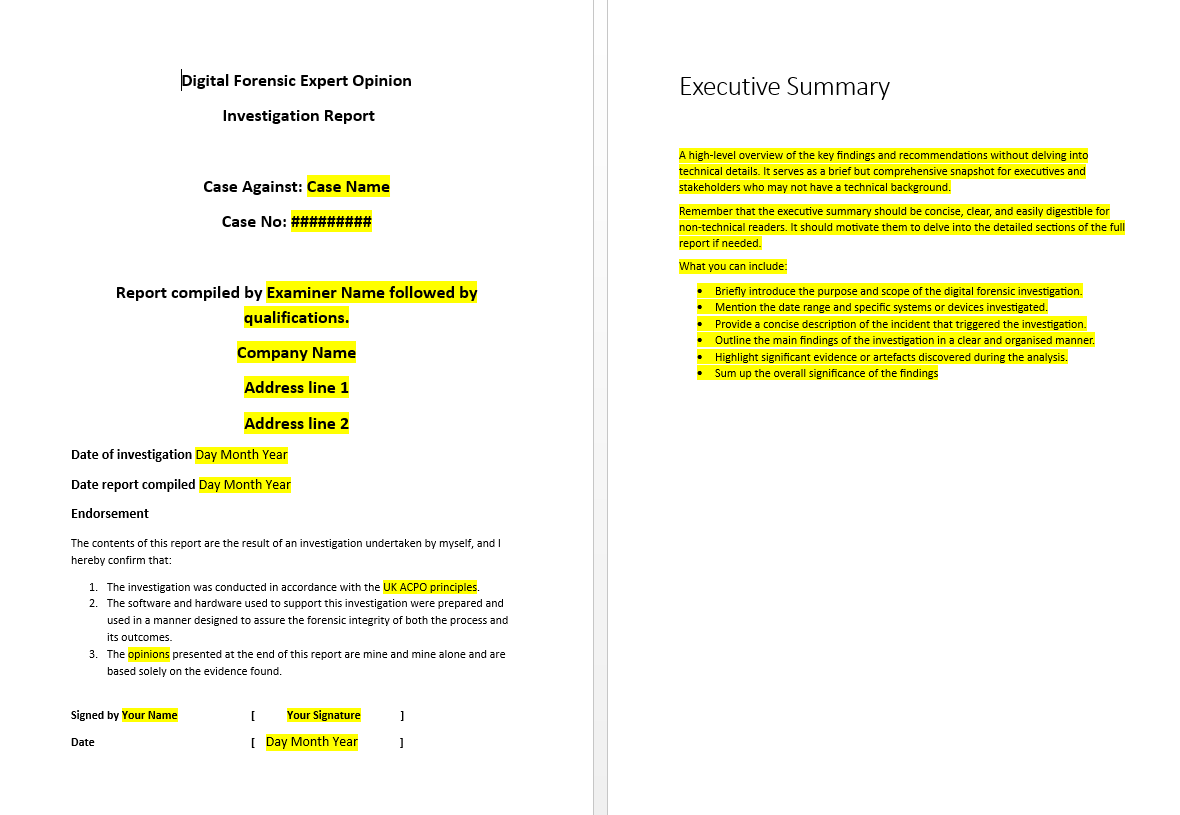 Digital Forensic Expert Opinion
Investigation Report
Case Against: Case Name
Case No: #########
Report compiled by Examiner Name followed by
qualifications.
Company Name
Address line 1
Address line 2
Date of investigation Day Month Year
Date report compiled Day Month Year
Endorsement
The contents of this report are the result of an investigation undertaken by myself, and I
hereby confirm that:
1. The investigation was conducted in accordance with the UK ACPO principles.
2. The software and hardware used to support this investigation were prepared and
used in a manner designed to assure the forensic integrity of both the process and
its outcomes.
3. The opinions presented at the end of this report are mine and mine alone and are
based solely on the evidence found.
Signed by Your Name [ Your Signature ]
Date [ Day Month Year ]
Executive Summary
A high-level overview of the key findings and recommendations without delving into
technical details. It serves as a brief but comprehensive snapshot for executives and
stakeholders who may not have a technical background.
Remember that the executive summary should be concise, clear, and easily digestible for
non-technical readers. It should motivate them to delve into the detailed sections of the full
report if needed.
What you can include:
• Briefly introduce the purpose and scope of the digital forensic investigation.
• Mention the date range and specific systems or devices investigated.
• Provide a concise description of the incident that triggered the investigation.
• Outline the main findings of the investigation in a clear and organised manner.
• Highlight significant evidence or artefacts discovered during the analysis.
• Sum up the overall significance of the findings